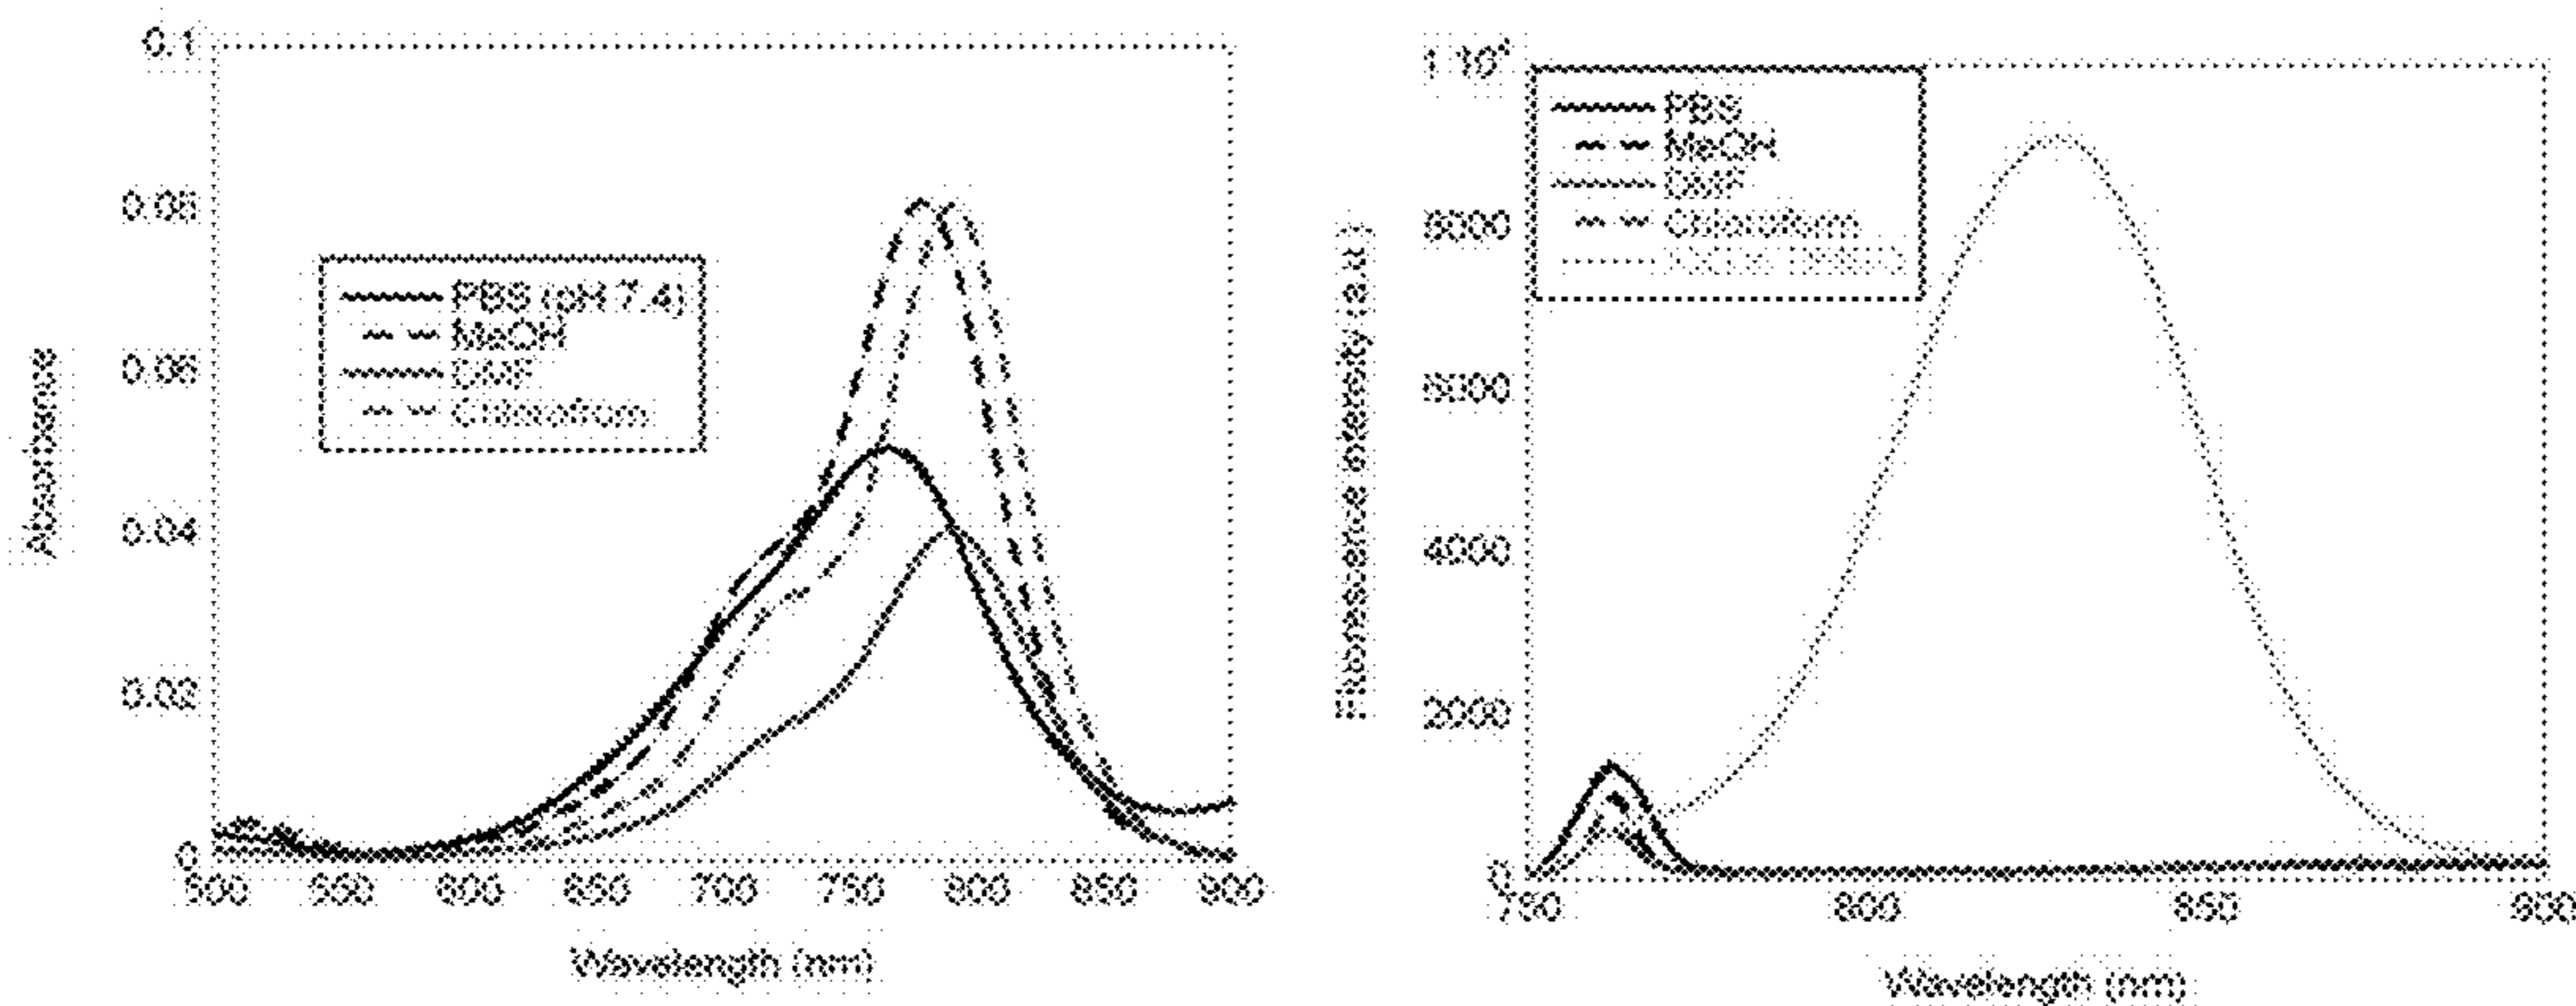 0.1
0.08
0.06
0.04
0.02
0
Absorbance
PBS (pH 7.4)
MeOH
DMF
Chlorofrom
500 550 600 650 700 750 800 850 900
Wavelength (nm)
1 10⁴
8000
6000
4000
2000
0
Fluorescence intensity (a.u.)
PBS
MeOH
DMF
Chloroform
750 800 850 900
Wavelength (nm)